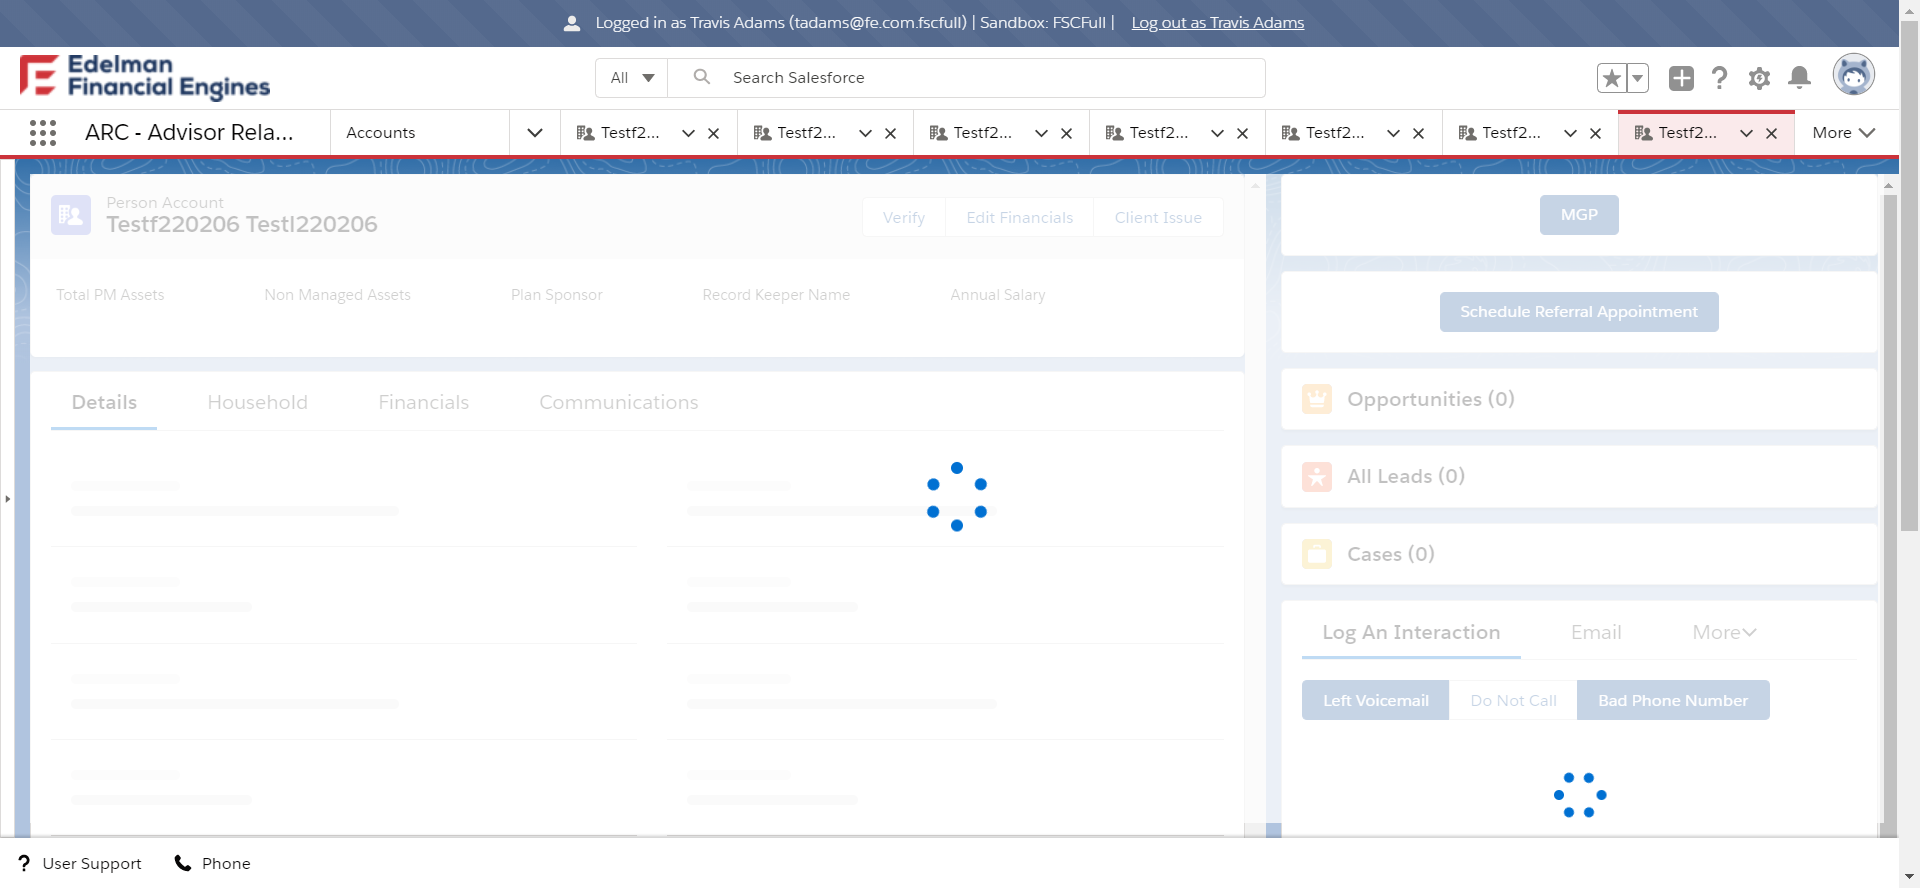 Logged in as Travis Adams (tadams@fe.com.fscfull) | Sandbox: FSCFull | Log out as Travis Adams
Edelman
Financial Engines
All
Search Salesforce
ARC - Advisor Rela...
Accounts
Testf2...
Testf2...
Testf2...
Testf2...
Testf2...
Testf2...
Testf2...
More
Person Account
Testf220206 Testl220206
Verify
Edit Financials
Client Issue
Total PM Assets
Non Managed Assets
Plan Sponsor
Record Keeper Name
Annual Salary
Details
Household
Financials
Communications
MGP
Schedule Referral Appointment
Opportunities (0)
All Leads (0)
Cases (0)
Log An Interaction
Email
More
Left Voicemail
Do Not Call
Bad Phone Number
? User Support
Phone